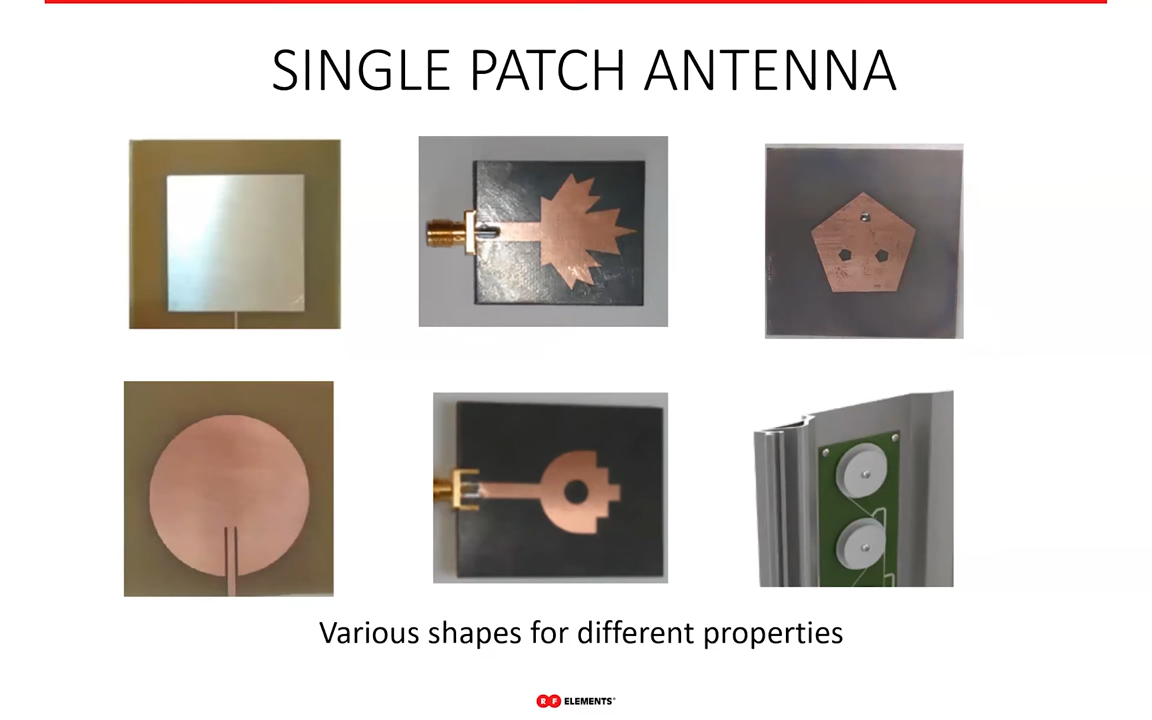 SINGLE PATCH ANTENNA
Various shapes for different properties
RF ELEMENTS®